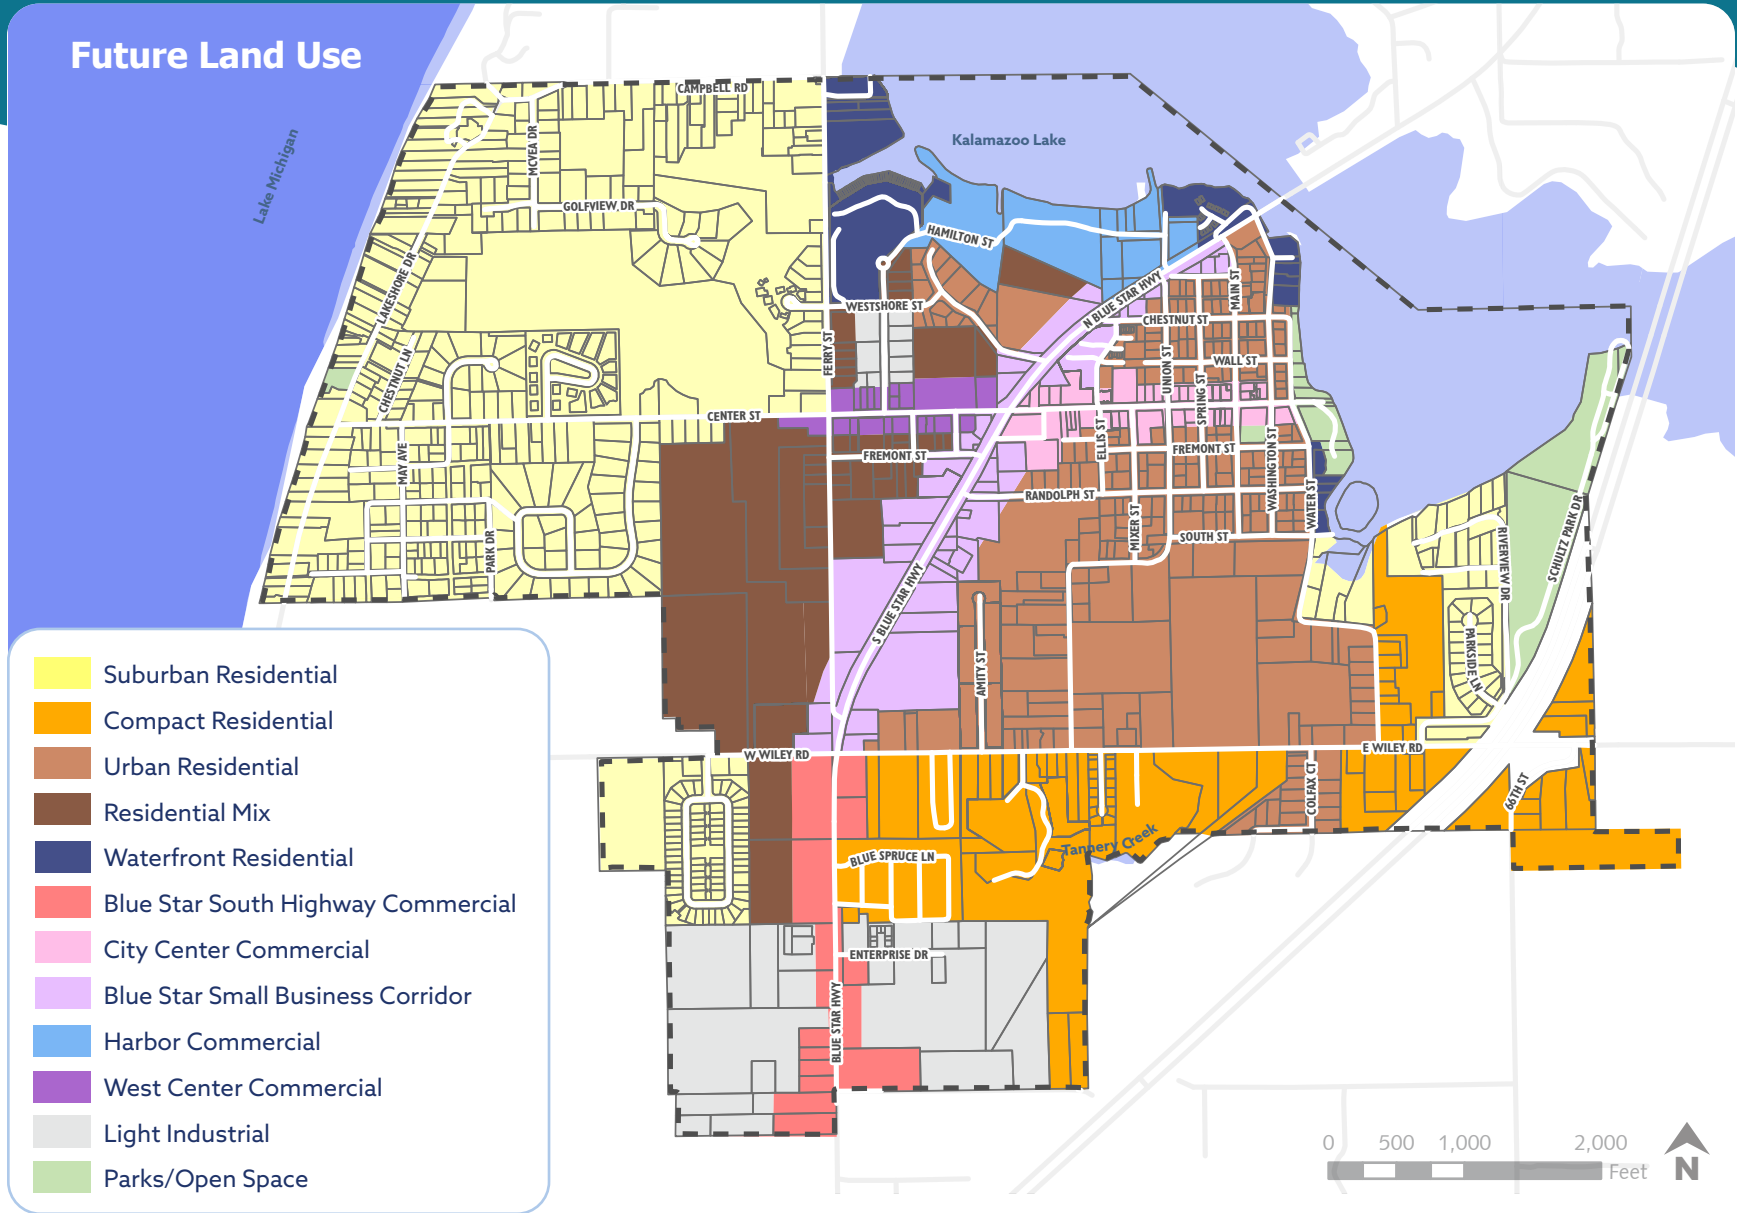 Future Land Use
CAMPBELL RD
Kalamazoo Lake
Lake Michigan
MCVEA DR
GOLFVIEW DR
HAMILTON ST
LAKESHORE DR
N BLUE STAR HWY
MAIN ST
WESTSHORE ST
CHESTNUT ST
FERRY ST
WALL ST
CHESTNUT LN
UNION ST
SPRING ST
CENTER ST
MAY AVE
FREMONT ST
ELLIS ST
FREMONT ST
WASHINGTON ST
RANDOLPH ST
WATER ST
MIXER ST
SOUTH ST
PARK DR
RIVERVIEW DR
SCHULTZ PARK DR
S BLUE STAR HWY
AMITY ST
PARKSIDE LN
W WILEY RD
E WILEY RD
COLFAX CT
66TH ST
Tannery Creek
BLUE SPRUCE LN
ENTERPRISE DR
BLUE STAR HWY
Suburban Residential
Compact Residential
Urban Residential
Residential Mix
Waterfront Residential
Blue Star South Highway Commercial
City Center Commercial
Blue Star Small Business Corridor
Harbor Commercial
West Center Commercial
Light Industrial
Parks/Open Space
0 500 1,000 2,000
Feet
N